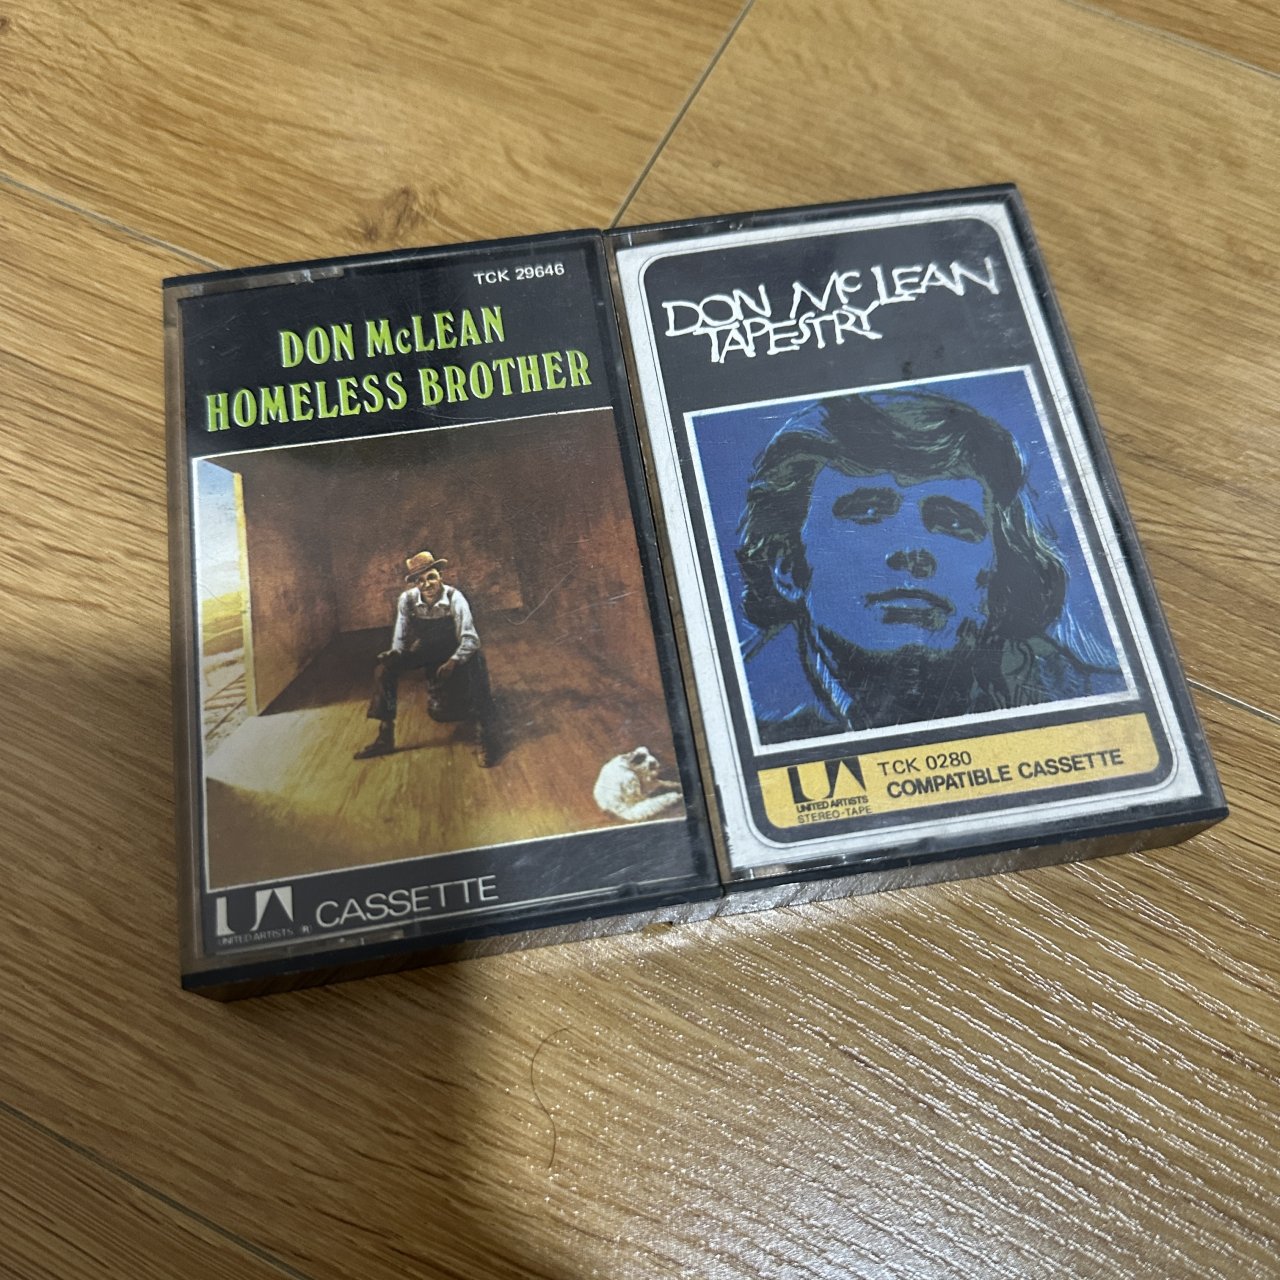 TCK 29646
DON McLEAN
HOMELESS BROTHER
UA
UNITED ARTISTS ®
CASSETTE
DON McLEAN
TAPESTRY
UA
UNITED ARTISTS
STEREO-TAPE
TCK 0280
COMPATIBLE CASSETTE